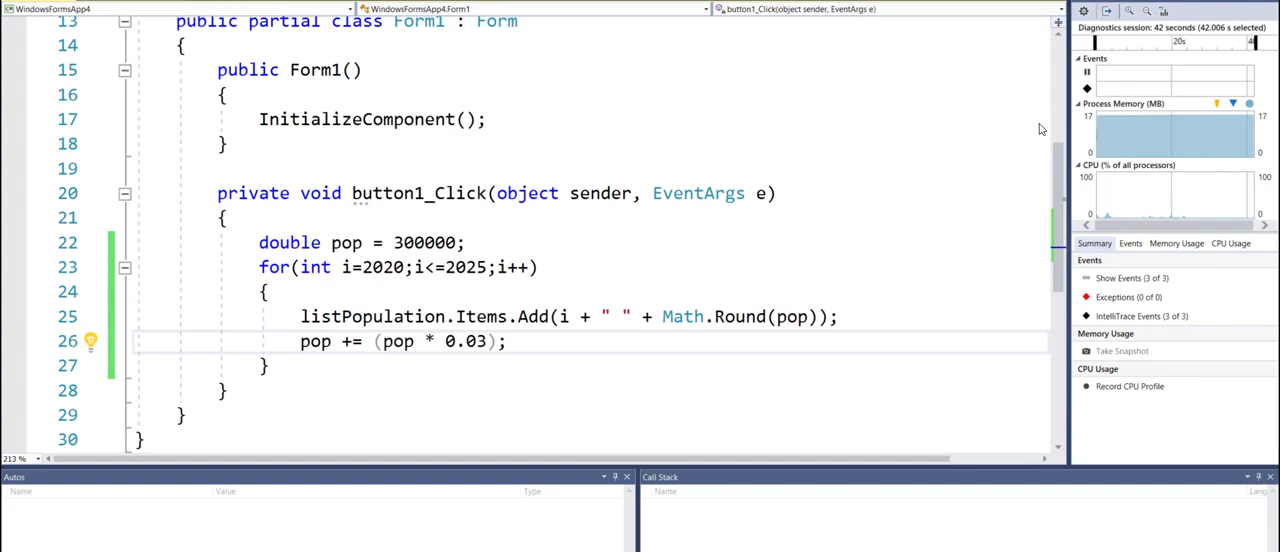 WindowsFormsApp4 WindowsFormsApp4.Form1 button1_Click(object sender, EventArgs e)
13 public partial class Form1 : Form
14 {
15 public Form1()
16 {
17 InitializeComponent();
18 }
19
20 private void button1_Click(object sender, EventArgs e)
21 {
22 double pop = 300000;
23 for(int i=2020;i<=2025;i++)
24 {
25 listPopulation.Items.Add(i + " " + Math.Round(pop));
26 pop += (pop * 0.03);
27 }
28 }
29 }
30 }
213 %
Diagnostics session: 42 seconds (42.006 s selected)
20s
Events
Process Memory (MB)
17 17
0 0
CPU (% of all processors)
100 100
0 0
Summary Events Memory Usage CPU Usage
Events
Show Events (3 of 3)
Exceptions (0 of 0)
IntelliTrace Events (3 of 3)
Memory Usage
Take Snapshot
CPU Usage
Record CPU Profile
Autos
Name Value Type
Call Stack
Name Lang